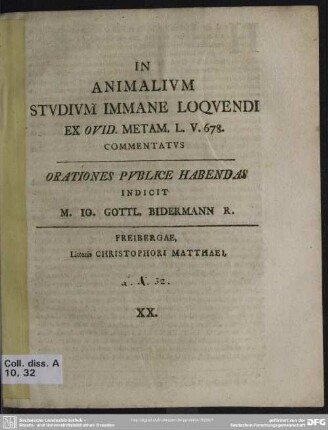 IN
ANIMALIVM
STVDIVM IMMANE LOQVENDI
EX OVID. METAM. L. V. 678.
COMMENTATVS
ORATIONES PVBLICE HABENDAS
INDICIT
M. IO. GOTTL. BIDERMANN R.
FREIBERGAE,
Litteris CHRISTOPHORI MATTHAEI,
XX.
Coll. diss. A
10, 32